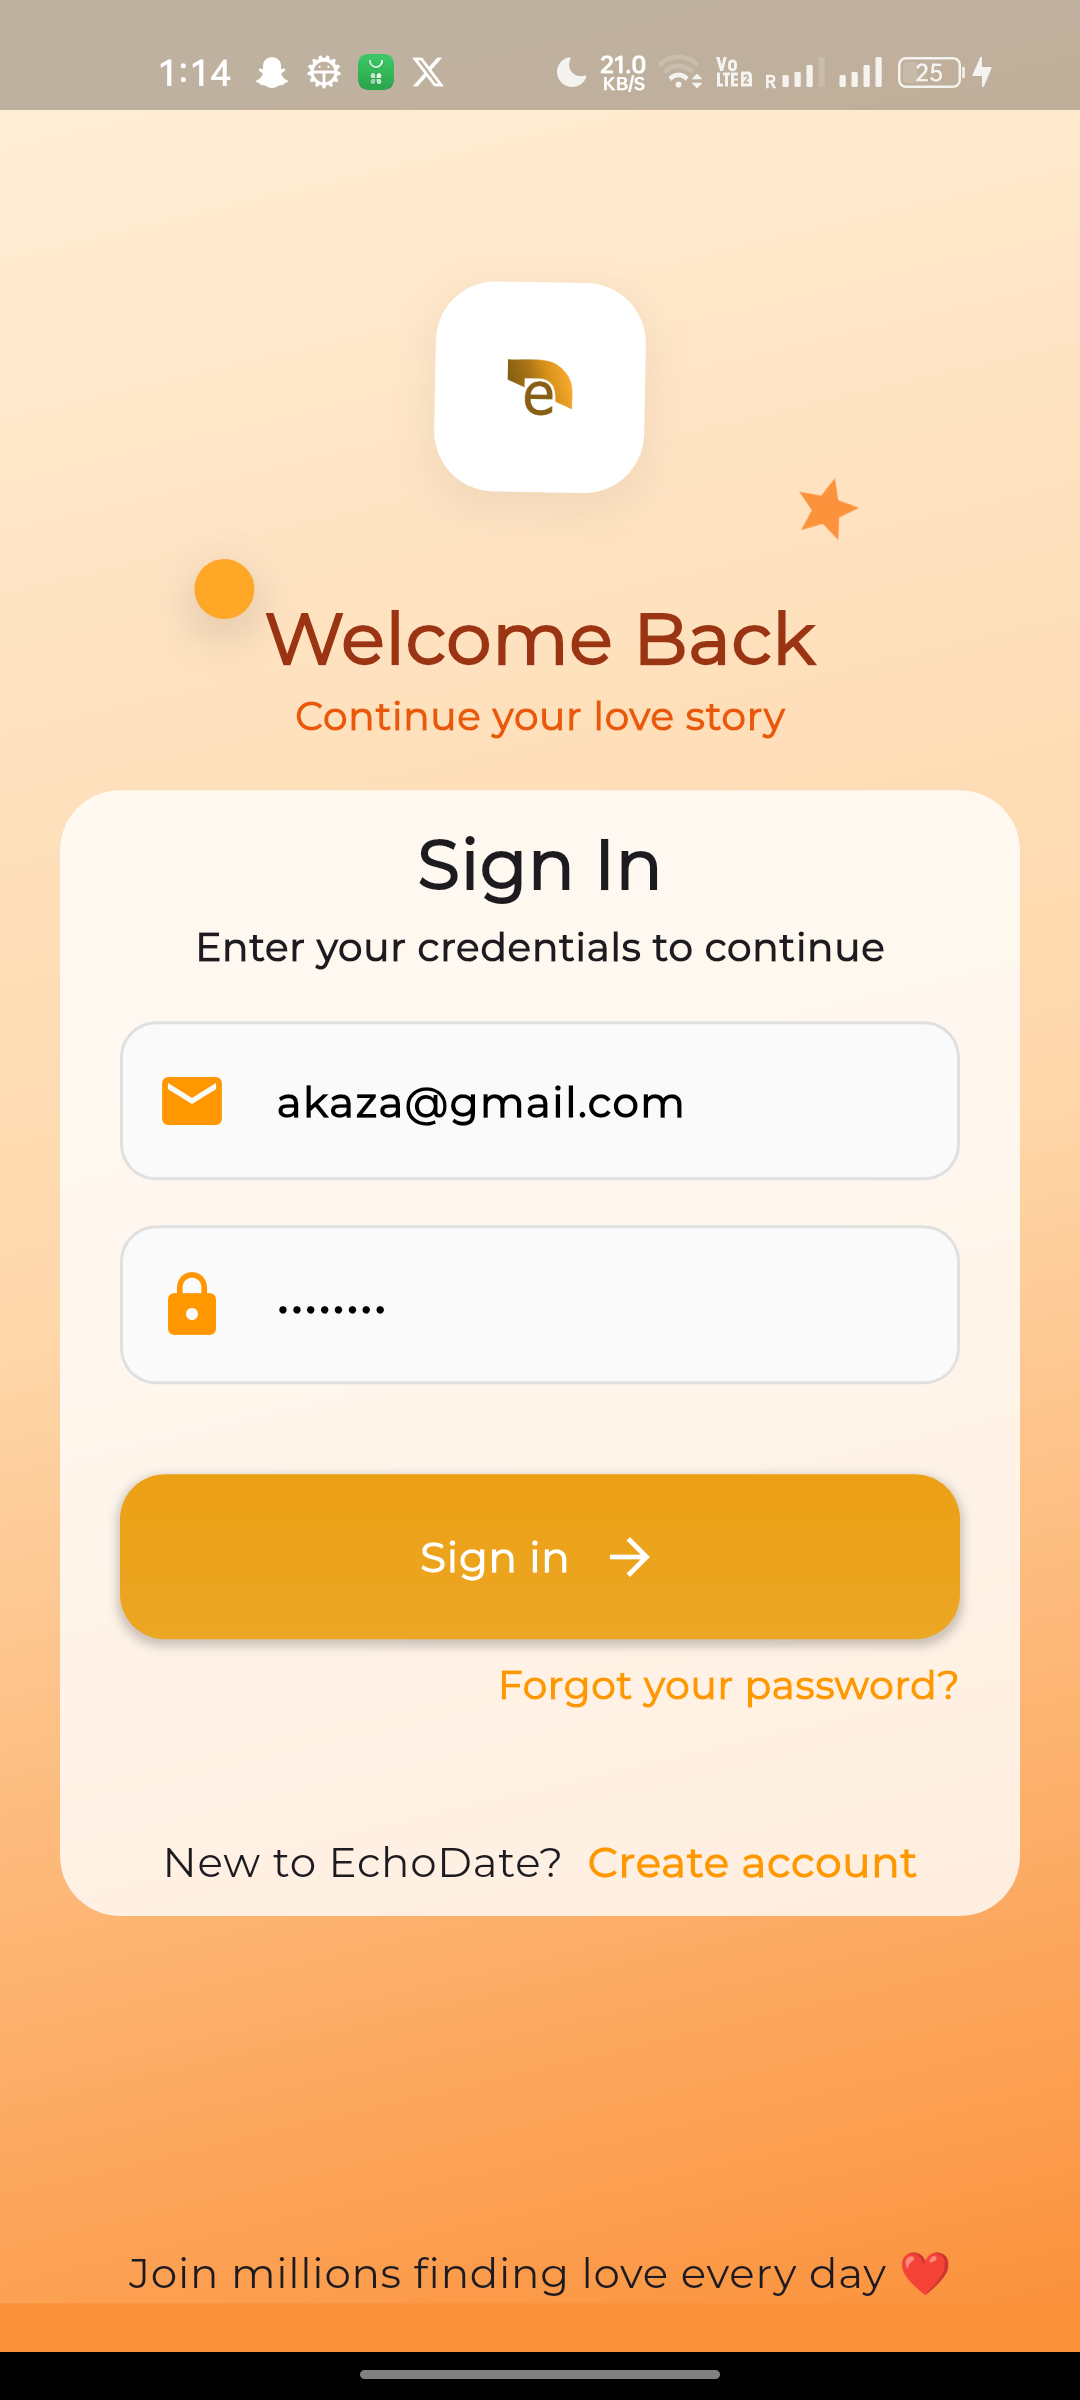 1:14 21.0 KB/S Vo LTE 2 R 25
e
Welcome Back
Continue your love story
Sign In
Enter your credentials to continue
akaza@gmail.com
••••••••
Sign in →
Forgot your password?
New to EchoDate? Create account
Join millions finding love every day ❤️